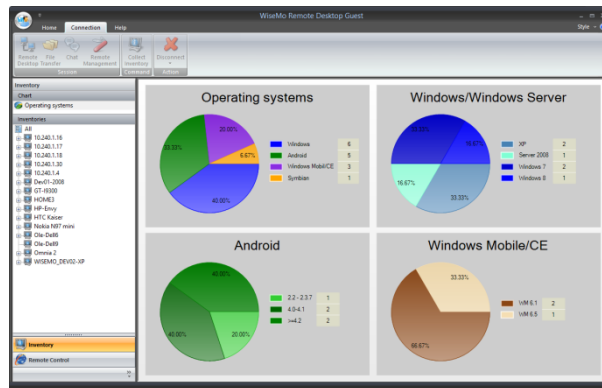 WiseMo Remote Desktop Guest
Home Connection Help
Style
Remote Desktop
File Transfer
Chat
Remote Management
Collect Inventory
Disconnect
Session
Command
Action
Inventory
Chart
Operating systems
Inventories
All
10.240.1.16
10.240.1.17
10.240.1.18
10.240.1.30
10.240.1.4
Dev01-2008
GT-I9300
HOME3
HP-Envy
HTC Kaiser
Nokia N97 mini
Ole-Dell6
Ole-Dell9
Omnia 2
WISEMO_DEV02-XP
Inventory
Remote Control
Operating systems
20.00%
33.33%
6.67%
40.00%
Windows 6
Android 5
Windows Mobil/CE 3
Symbian 1
Windows/Windows Server
33.33%
16.67%
16.67%
33.33%
XP 2
Server 2008 1
Windows 7 2
Windows 8 1
Android
40.00%
40.00%
20.00%
2.2 - 2.3.7 1
4.0-4.1 2
>=4.2 2
Windows Mobile/CE
33.33%
66.67%
WM 6.1 2
WM 6.5 1